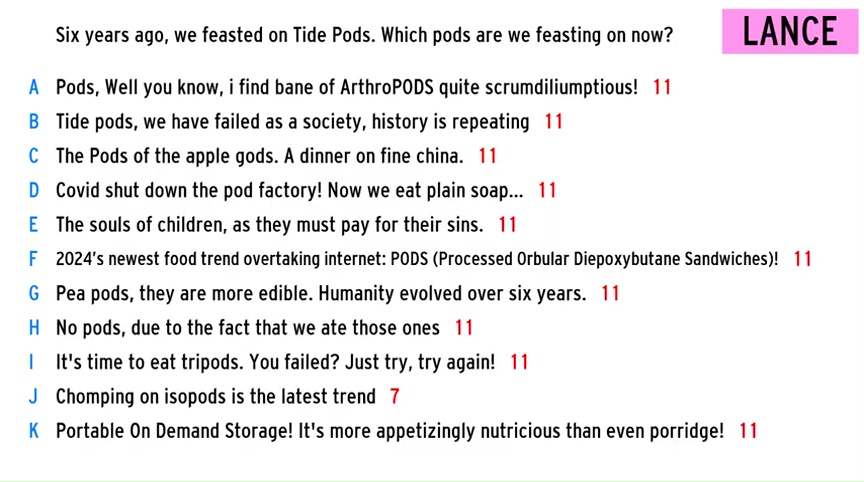 Six years ago, we feasted on Tide Pods. Which pods are we feasting on now?
LANCE
A Pods, Well you know, i find bane of ArthroPODS quite scrumdiliumptious! 11
B Tide pods, we have failed as a society, history is repeating 11
C The Pods of the apple gods. A dinner on fine china. 11
D Covid shut down the pod factory! Now we eat plain soap... 11
E The souls of children, as they must pay for their sins. 11
F 2024's newest food trend overtaking internet: PODS (Processed Orbular Diepoxybutane Sandwiches)! 11
G Pea pods, they are more edible. Humanity evolved over six years. 11
H No pods, due to the fact that we ate those ones 11
I It's time to eat tripods. You failed? Just try, try again! 11
J Chomping on isopods is the latest trend 7
K Portable On Demand Storage! It's more appetizingly nutricious than even porridge! 11